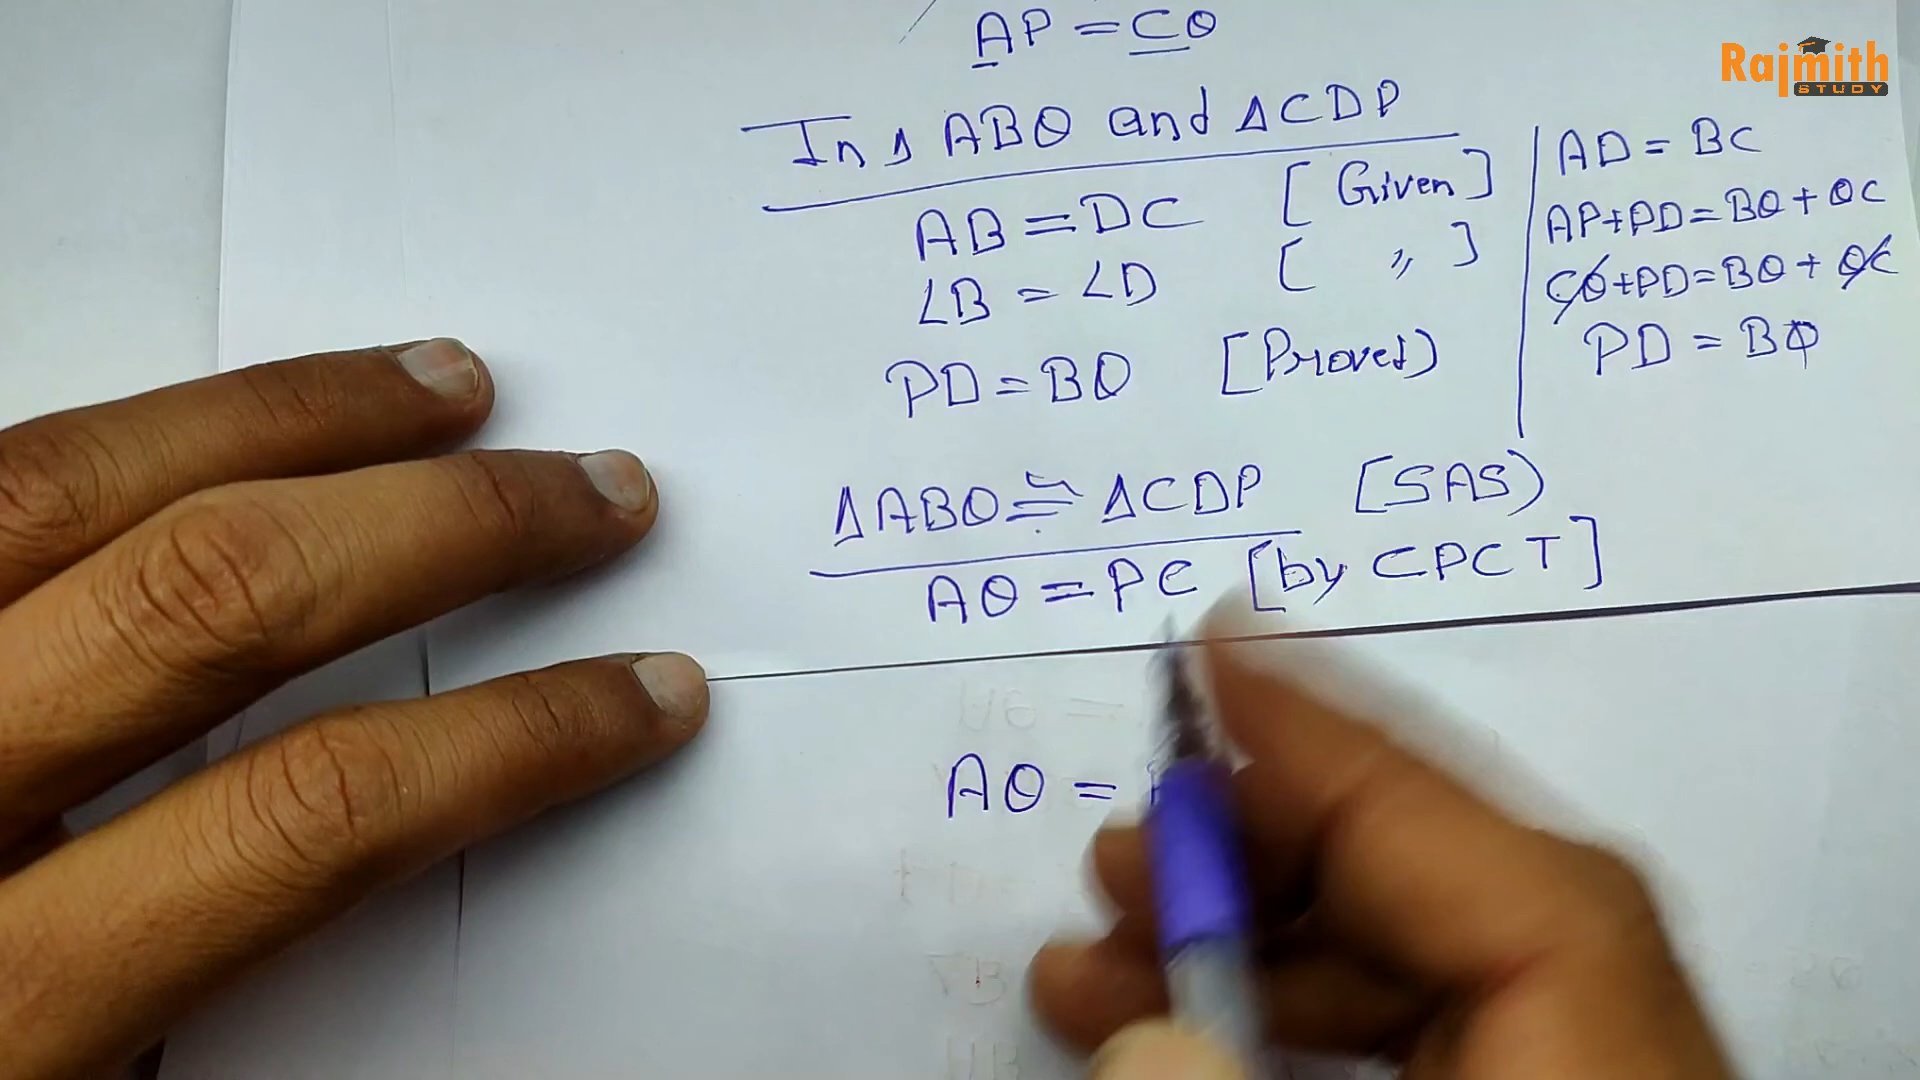 AP = CQ
In Δ ABQ and ΔCDP
AB = DC [Given]
∠B = ∠D [ 〃 ]
PD = BQ [Proved)
ΔABQ ≅ ΔCDP [SAS)
AQ = PC [by CPCT]
AQ =
AD = BC
AP+PD = BQ + QC
CQ+PD = BQ + QC
PD = BQ
Rajmith
STUDY